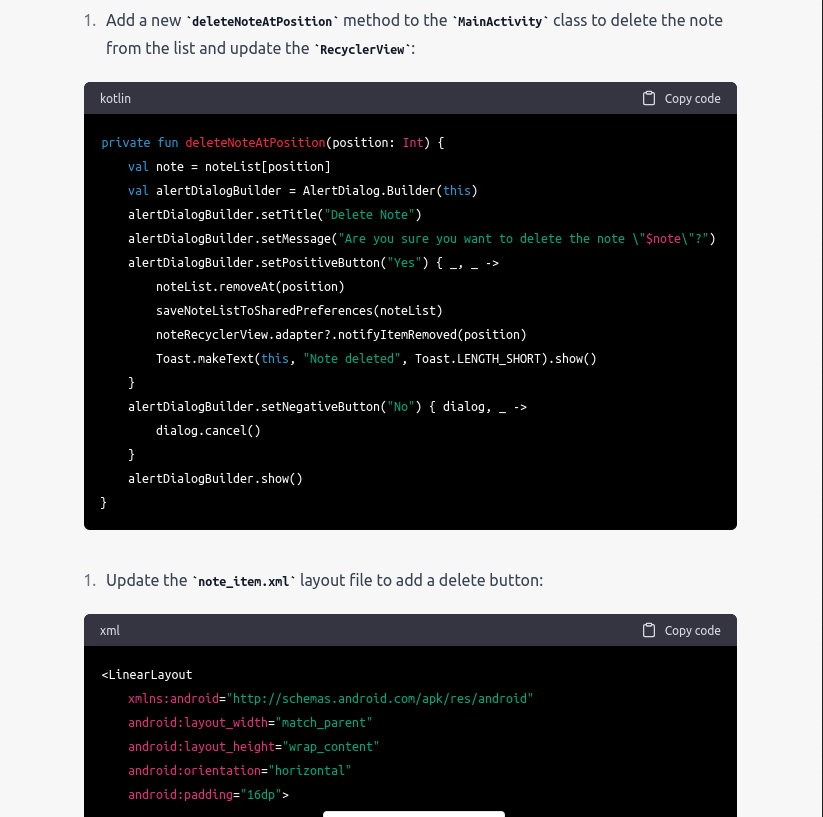 1. Add a new `deleteNoteAtPosition` method to the `MainActivity` class to delete the note
from the list and update the `RecyclerView`:
kotlin Copy code
private fun deleteNoteAtPosition(position: Int) {
    val note = noteList[position]
    val alertDialogBuilder = AlertDialog.Builder(this)
    alertDialogBuilder.setTitle("Delete Note")
    alertDialogBuilder.setMessage("Are you sure you want to delete the note \"$note\"?")
    alertDialogBuilder.setPositiveButton("Yes") { _, _ ->
        noteList.removeAt(position)
        saveNoteListToSharedPreferences(noteList)
        noteRecyclerView.adapter?.notifyItemRemoved(position)
        Toast.makeText(this, "Note deleted", Toast.LENGTH_SHORT).show()
    }
    alertDialogBuilder.setNegativeButton("No") { dialog, _ ->
        dialog.cancel()
    }
    alertDialogBuilder.show()
}
1. Update the `note_item.xml` layout file to add a delete button:
xml Copy code
<LinearLayout
    xmlns:android="http://schemas.android.com/apk/res/android"
    android:layout_width="match_parent"
    android:layout_height="wrap_content"
    android:orientation="horizontal"
    android:padding="16dp">